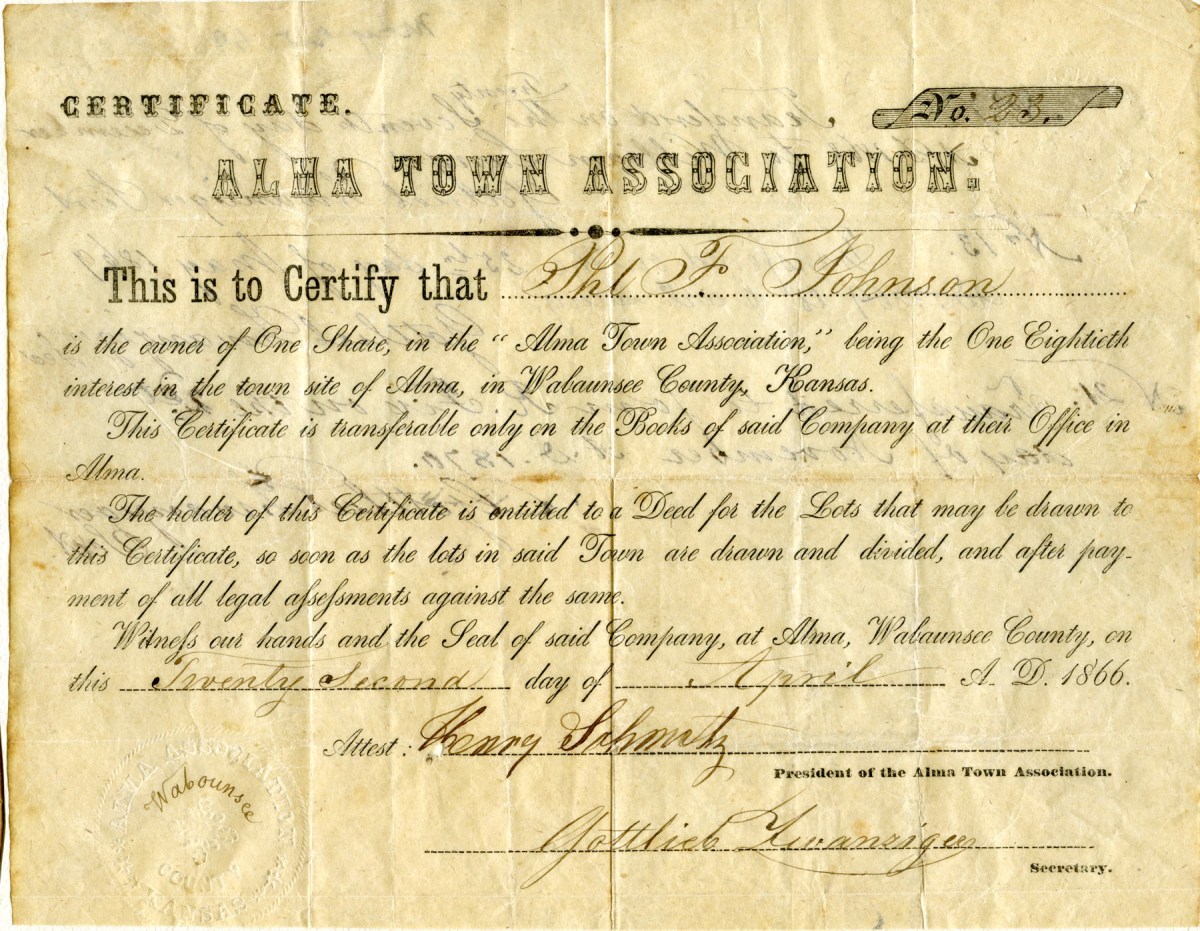 CERTIFICATE.
No. 23.
ALMA TOWN ASSOCIATION.
This is to Certify that Phl F. Johnson
is the owner of One Share, in the "Alma Town Association," being the One Eightieth
interest in the town site of Alma, in Wabaunsee County, Kansas.
This Certificate is transferable only on the Books of said Company at their Office in
Alma.
The holder of this Certificate is entitled to a Deed for the Lots that may be drawn to
this Certificate, so soon as the lots in said Town are drawn and divided, and after pay-
ment of all legal aſseſsments against the same.
Witneſs our hands and the Seal of said Company, at Alma, Wabaunsee County, on
this Twenty Second day of April A. D. 1866.
Attest: Henry Schmitz
President of the Alma Town Association.
Gottlieb Zwanziger
Secretary.
ALMA ASSOCIATION
Wabounsee
COUNTY
KANSAS